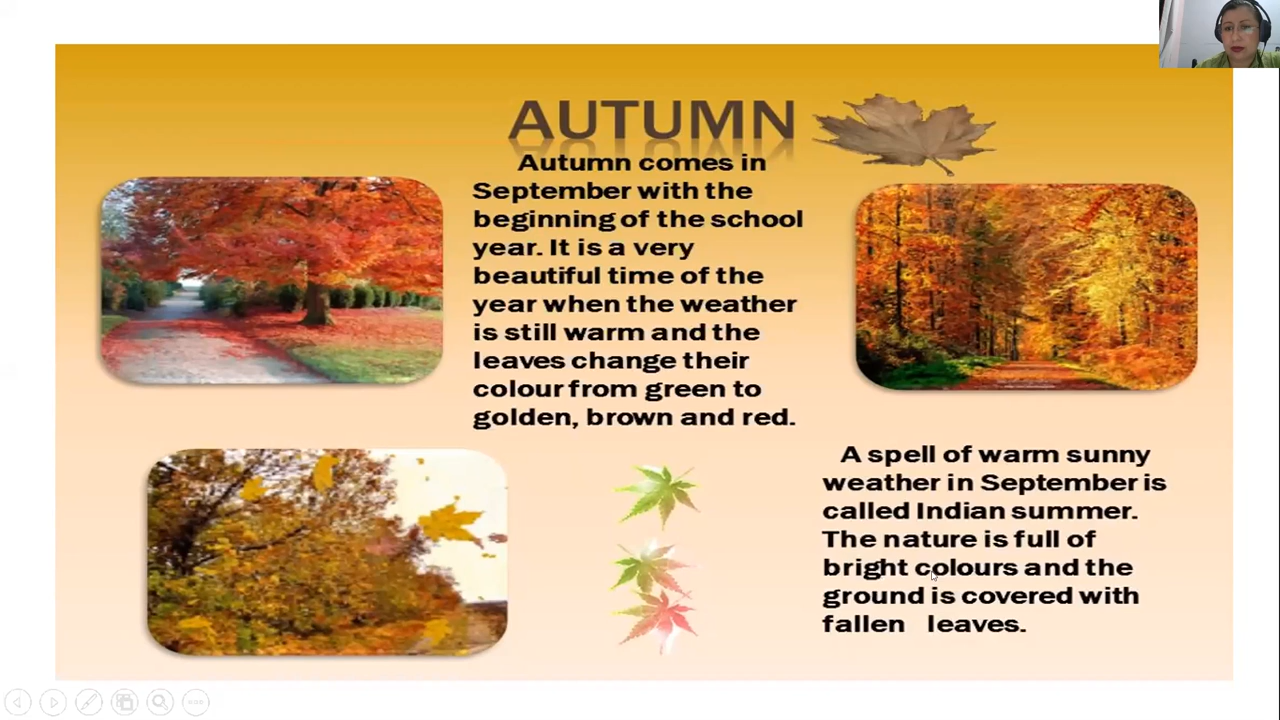 AUTUMN
Autumn comes in
September with the
beginning of the school
year. It is a very
beautiful time of the
year when the weather
is still warm and the
leaves change their
colour from green to
golden, brown and red.
A spell of warm sunny
weather in September is
called Indian summer.
The nature is full of
bright colours and the
ground is covered with
fallen leaves.